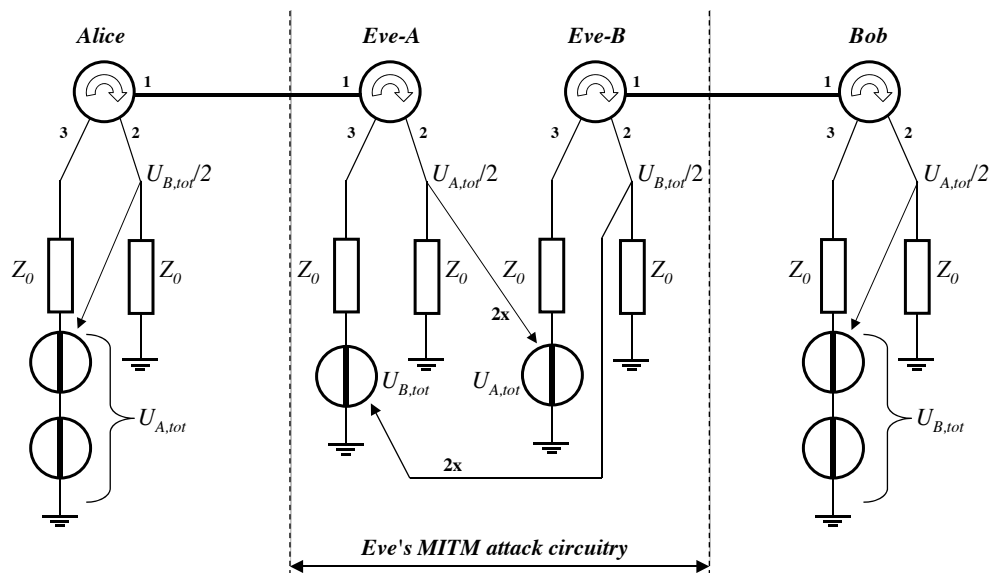 Alice
Eve-A
Eve-B
Bob
1
1
1
1
3
2
3
2
3
2
3
2
U_B,tot/2
U_A,tot/2
U_B,tot/2
U_A,tot/2
Z_0
Z_0
Z_0
Z_0
Z_0
Z_0
Z_0
Z_0
2x
U_B,tot
U_A,tot
U_A,tot
U_B,tot
2x
Eve's MITM attack circuitry